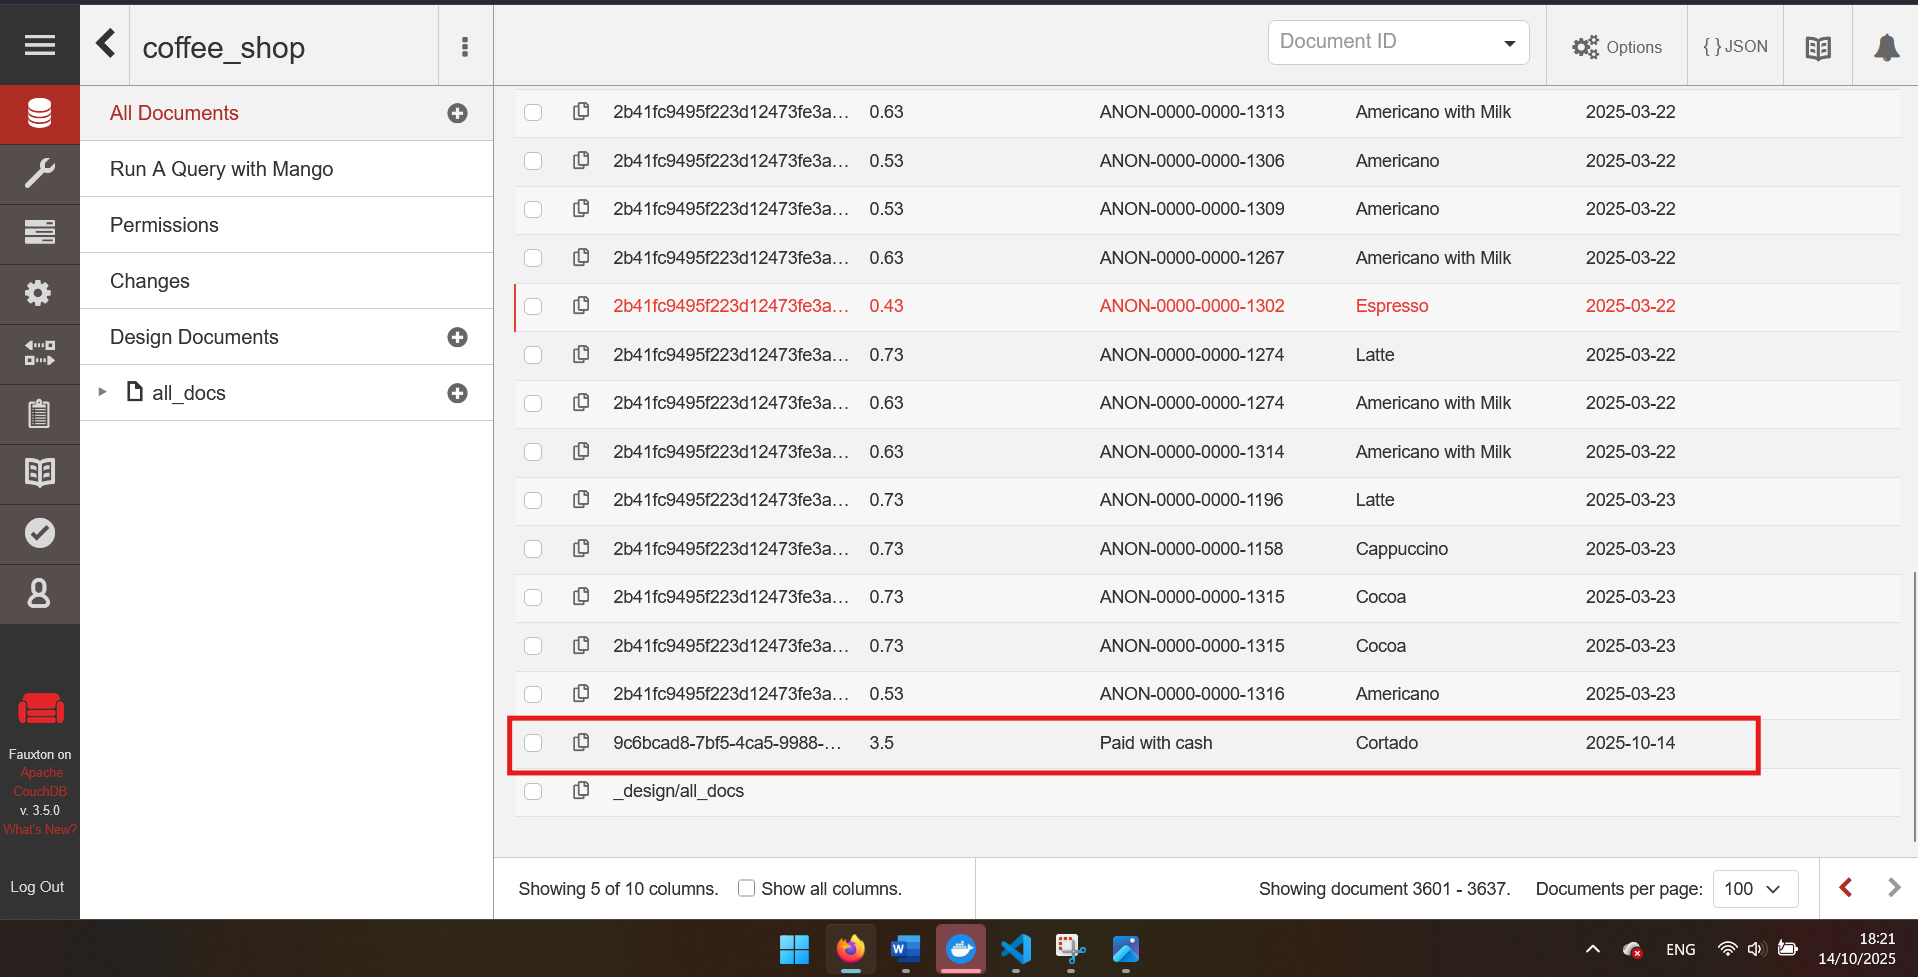 coffee_shop
Document ID
Options
{ } JSON
All Documents
Run A Query with Mango
Permissions
Changes
Design Documents
all_docs
2b41fc9495f223d12473fe3a... 0.63 ANON-0000-0000-1313 Americano with Milk 2025-03-22
2b41fc9495f223d12473fe3a... 0.53 ANON-0000-0000-1306 Americano 2025-03-22
2b41fc9495f223d12473fe3a... 0.53 ANON-0000-0000-1309 Americano 2025-03-22
2b41fc9495f223d12473fe3a... 0.63 ANON-0000-0000-1267 Americano with Milk 2025-03-22
2b41fc9495f223d12473fe3a... 0.43 ANON-0000-0000-1302 Espresso 2025-03-22
2b41fc9495f223d12473fe3a... 0.73 ANON-0000-0000-1274 Latte 2025-03-22
2b41fc9495f223d12473fe3a... 0.63 ANON-0000-0000-1274 Americano with Milk 2025-03-22
2b41fc9495f223d12473fe3a... 0.63 ANON-0000-0000-1314 Americano with Milk 2025-03-22
2b41fc9495f223d12473fe3a... 0.73 ANON-0000-0000-1196 Latte 2025-03-23
2b41fc9495f223d12473fe3a... 0.73 ANON-0000-0000-1158 Cappuccino 2025-03-23
2b41fc9495f223d12473fe3a... 0.73 ANON-0000-0000-1315 Cocoa 2025-03-23
2b41fc9495f223d12473fe3a... 0.73 ANON-0000-0000-1315 Cocoa 2025-03-23
2b41fc9495f223d12473fe3a... 0.53 ANON-0000-0000-1316 Americano 2025-03-23
9c6bcad8-7bf5-4ca5-9988-... 3.5 Paid with cash Cortado 2025-10-14
_design/all_docs
Fauxton on
Apache
CouchDB
v. 3.5.0
What's New?
Log Out
Showing 5 of 10 columns. Show all columns.
Showing document 3601 - 3637. Documents per page: 100
W
ENG
18:21
14/10/2025